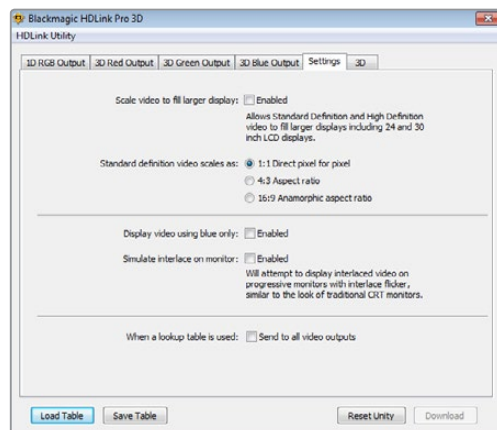 Blackmagic HDLink Pro 3D
HDLink Utility
1D RGB Output 3D Red Output 3D Green Output 3D Blue Output Settings 3D
Scale video to fill larger display: Enabled
Allows Standard Definition and High Definition
video to fill larger displays including 24 and 30
inch LCD displays.
Standard definition video scales as: 1:1 Direct pixel for pixel
4:3 Aspect ratio
16:9 Anamorphic aspect ratio
Display video using blue only: Enabled
Simulate interlace on monitor: Enabled
Will attempt to display interlaced video on
progressive monitors with interlace flicker,
similar to the look of traditional CRT monitors.
When a lookup table is used: Send to all video outputs
Load Table Save Table Reset Unity Download